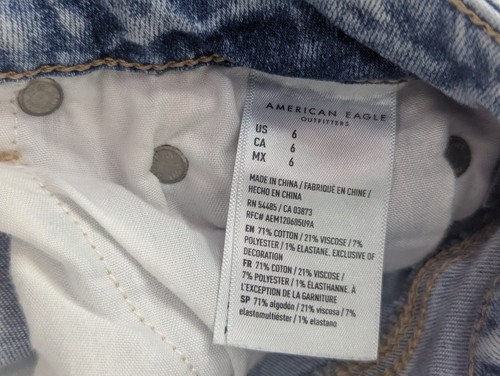 AMERICAN EAGLE
OUTFITTERS
US 6
CA 6
MX 6
MADE IN CHINA / FABRIQUÉ EN CHINE /
HECHO EN CHINA
RN 54485 / CA 03873
RFC# AEM120605U9A
EN 71% COTTON / 21% VISCOSE / 7%
POLYESTER / 1% ELASTANE. EXCLUSIVE OF
DECORATION
FR 71% COTON / 21% VISCOSE /
7% POLYESTER / 1% ÉLASTHANNE. À
L'EXCEPTION DE LA GARNITURE
SP 71% algodón / 21% viscosa / 7%
elastomultiéster / 1% elastano